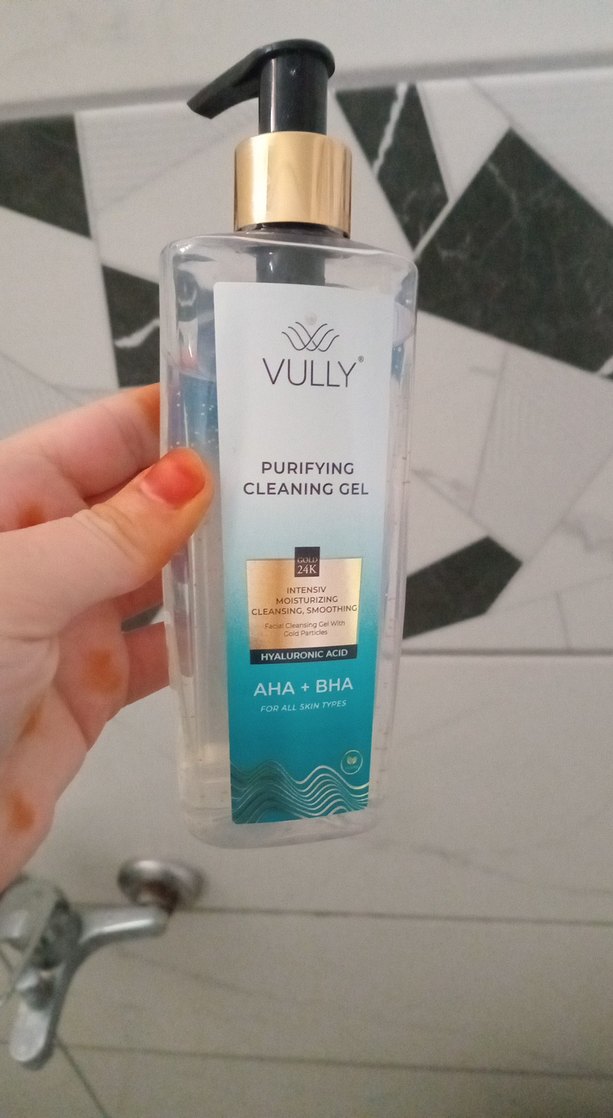 VULLY®
PURIFYING
CLEANING GEL
GOLD
24K
INTENSIV
MOISTURIZING
CLEANSING, SMOOTHING
Facial Cleansing Gel With
Gold Particles
HYALURONIC ACID
AHA + BHA
FOR ALL SKIN TYPES